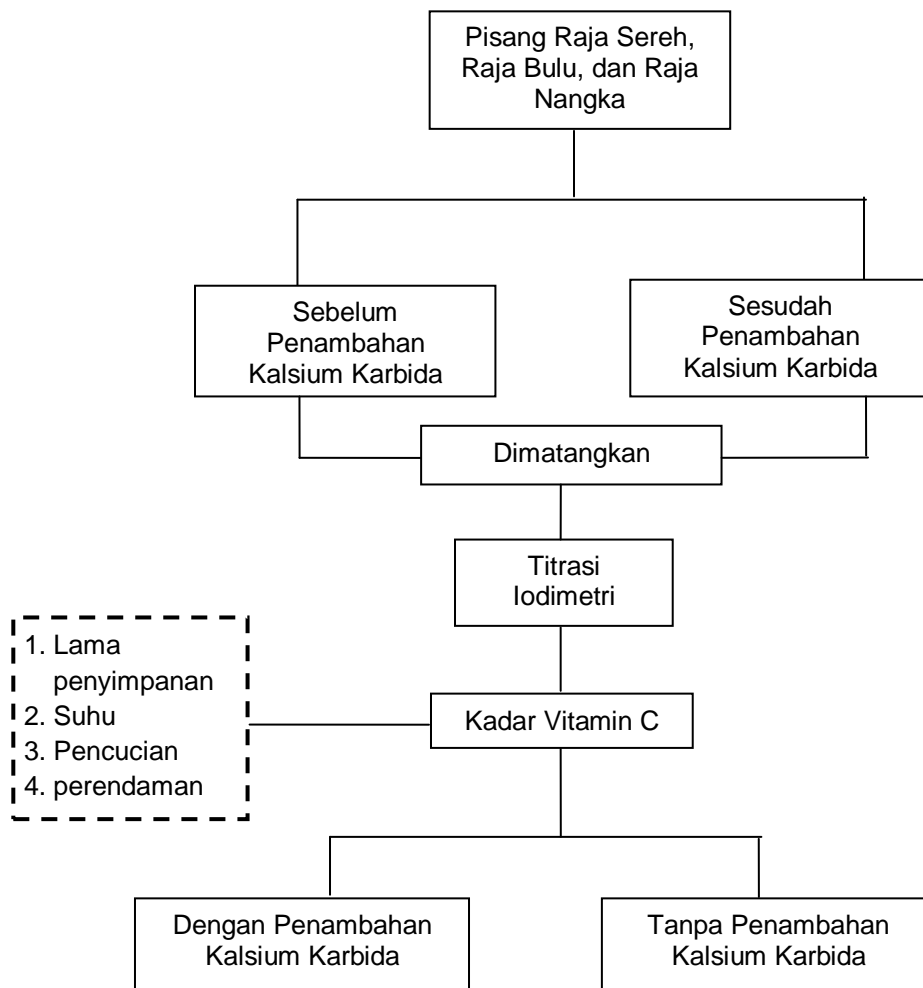 Pisang Raja Sereh,
Raja Bulu, dan Raja
Nangka
Sebelum
Penambahan
Kalsium Karbida
Sesudah
Penambahan
Kalsium Karbida
Dimatangkan
Titrasi
Iodimetri
1. Lama
penyimpanan
2. Suhu
3. Pencucian
4. perendaman
Kadar Vitamin C
Dengan Penambahan
Kalsium Karbida
Tanpa Penambahan
Kalsium Karbida